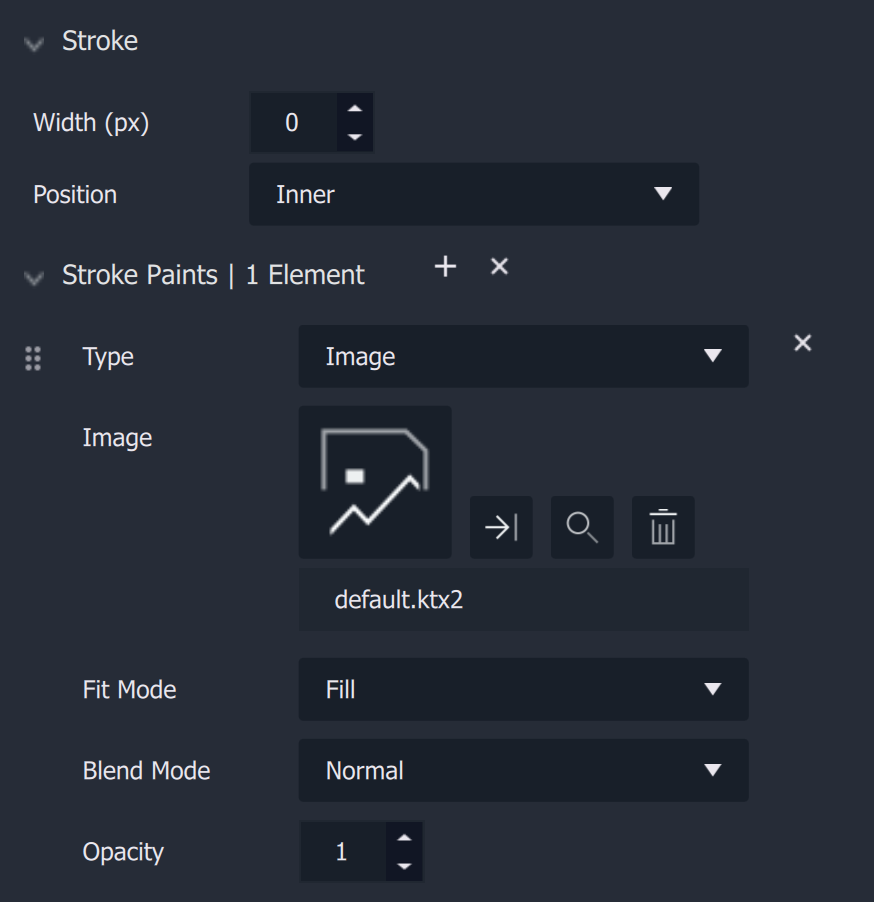 Stroke
Width (px) 0
Position Inner
Stroke Paints | 1 Element
Type Image
Image
default.ktx2
Fit Mode Fill
Blend Mode Normal
Opacity 1